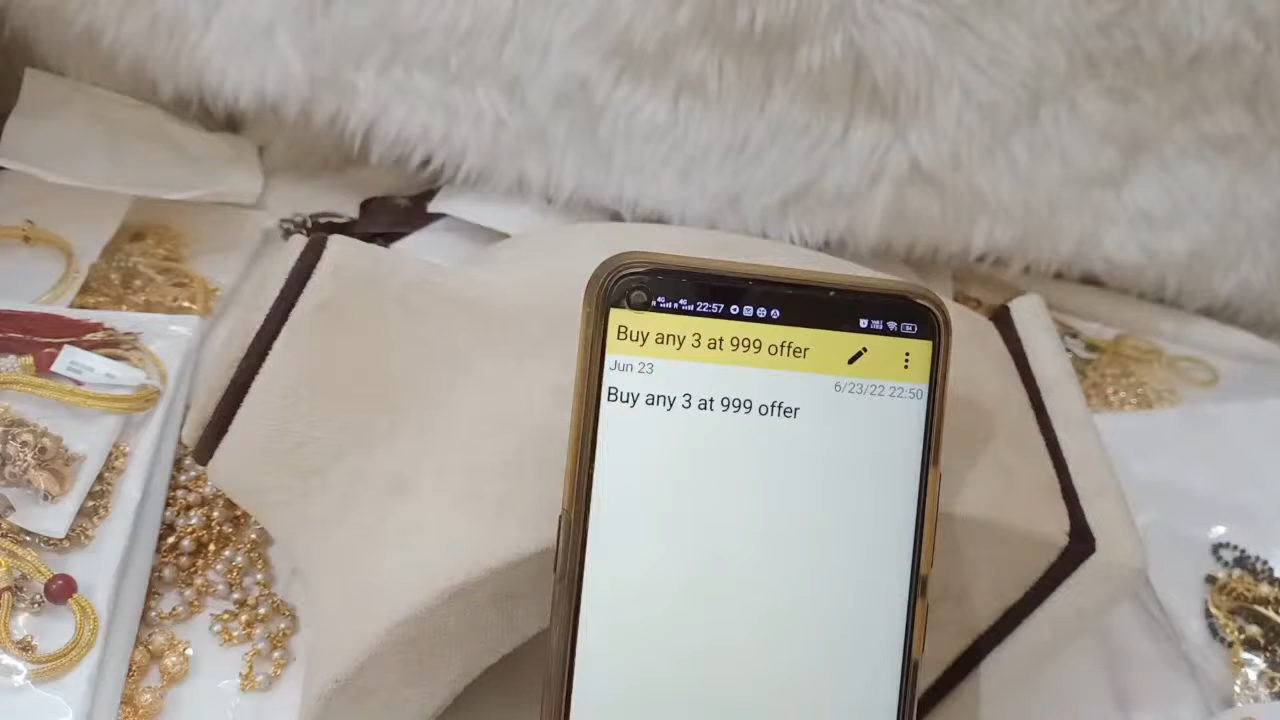 22:57
Buy any 3 at 999 offer
Jun 23
6/23/22 22:50
Buy any 3 at 999 offer